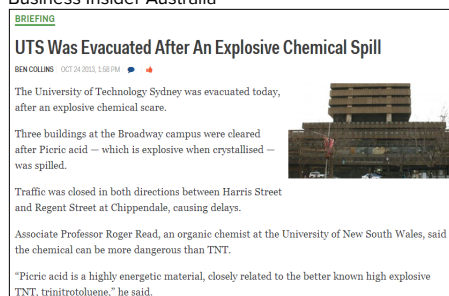 Business Insider Australia
BRIEFING
UTS Was Evacuated After An Explosive Chemical Spill
BEN COLLINS OCT 24 2013, 1:58 PM
The University of Technology Sydney was evacuated today,
after an explosive chemical scare.
Three buildings at the Broadway campus were cleared
after Picric acid — which is explosive when crystallised —
was spilled.
Traffic was closed in both directions between Harris Street
and Regent Street at Chippendale, causing delays.
Associate Professor Roger Read, an organic chemist at the University of New South Wales, said
the chemical can be more dangerous than TNT.
“Picric acid is a highly energetic material, closely related to the better known high explosive
TNT, trinitrotoluene,” he said.